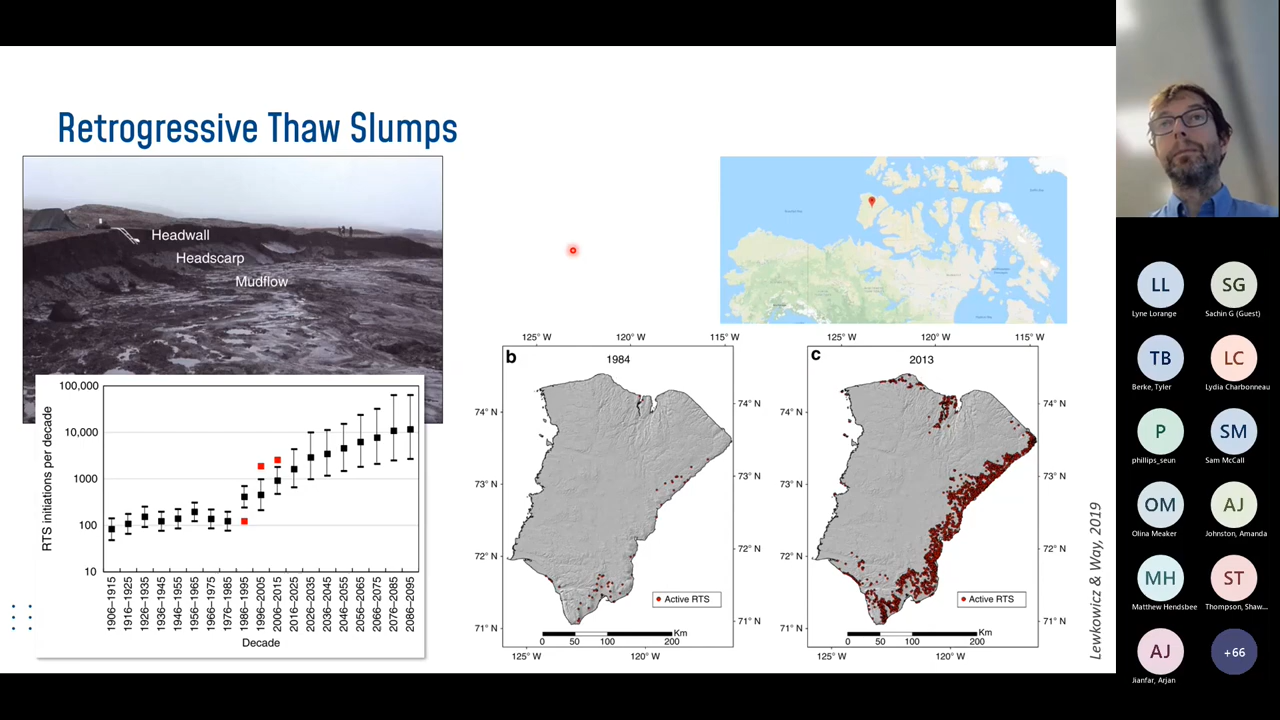 Retrogressive Thaw Slumps
Headwall
Headscarp
Mudflow
100,000
10,000
1000
100
10
RTS initiations per decade
1906-1915
1916-1925
1926-1935
1936-1945
1946-1955
1956-1965
1966-1975
1976-1985
1986-1995
1996-2005
2006-2015
2016-2025
2026-2035
2036-2045
2046-2055
2056-2065
2066-2075
2076-2085
2086-2095
Decade
125° W
120° W
115° W
b
1984
74° N
74° N
73° N
73° N
72° N
72° N
71° N
71° N
Active RTS
Km
0 50 100 200
125° W
120° W
125° W
120° W
115° W
c
2013
74° N
74° N
73° N
73° N
72° N
72° N
71° N
71° N
Active RTS
Km
0 50 100 200
125° W
120° W
Lewkowicz & Way, 2019
LL
Lyne Lorange
SG
Sachin G (Guest)
TB
Berke, Tyler
LC
Lydia Charbonneau
P
phillips_seun
SM
Sam McCall
OM
Olina Meaker
AJ
Johnston, Amanda
MH
Matthew Hendsbee
ST
Thompson, Shaw...
AJ
Jianfar, Arjan
+66